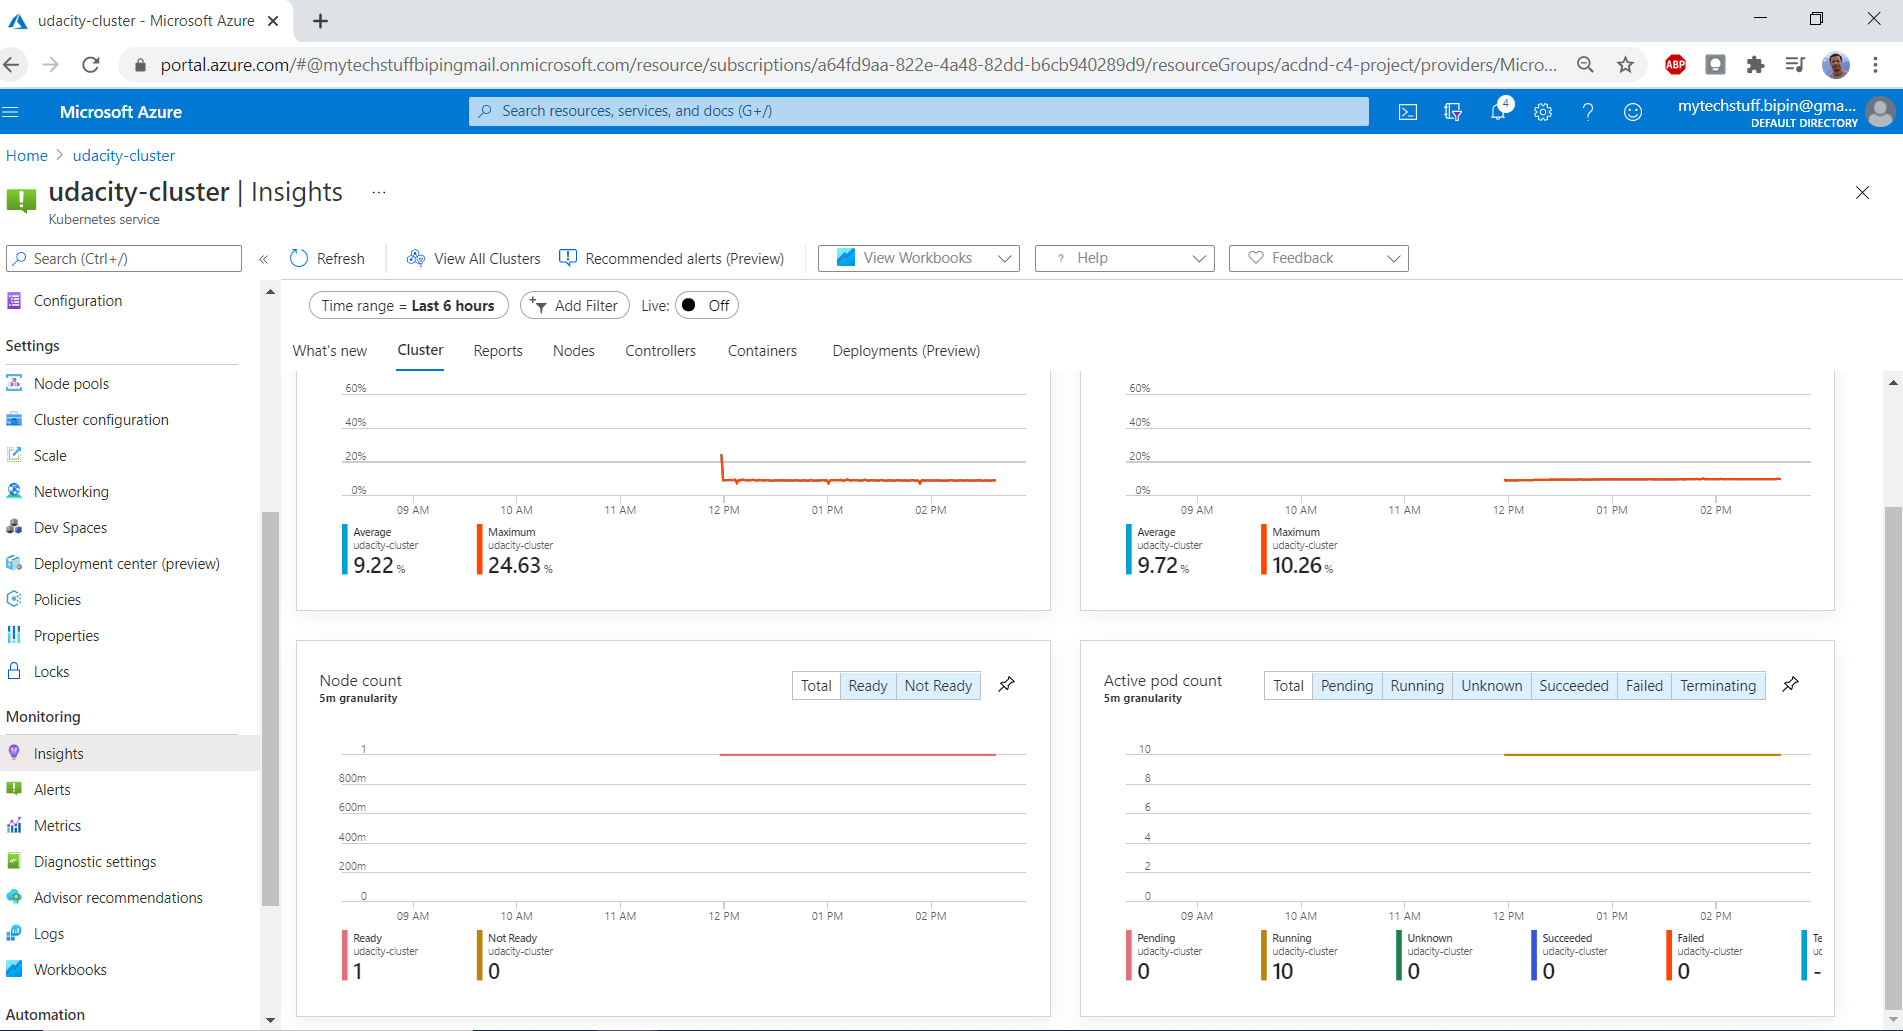 udacity-cluster - Microsoft Azure
portal.azure.com/#@mytechstuffbipingmail.onmicrosoft.com/resource/subscriptions/a64fd9aa-822e-4a48-82dd-b6cb940289d9/resourceGroups/acdnd-c4-project/providers/Micro...
ABP
Microsoft Azure
Search resources, services, and docs (G+/)
4
mytechstuff.bipin@gma...
DEFAULT DIRECTORY
Home > udacity-cluster
udacity-cluster | Insights ...
Kubernetes service
Search (Ctrl+/)
«
Refresh
View All Clusters
Recommended alerts (Preview)
View Workbooks
? Help
Feedback
Configuration
Settings
Node pools
Cluster configuration
Scale
Networking
Dev Spaces
Deployment center (preview)
Policies
Properties
Locks
Monitoring
Insights
Alerts
Metrics
Diagnostic settings
Advisor recommendations
Logs
Workbooks
Automation
Time range = Last 6 hours
Add Filter
Live: Off
What's new
Cluster
Reports
Nodes
Controllers
Containers
Deployments (Preview)
60%
40%
20%
0%
09 AM 10 AM 11 AM 12 PM 01 PM 02 PM
Average
udacity-cluster
9.22 %
Maximum
udacity-cluster
24.63 %
60%
40%
20%
0%
09 AM 10 AM 11 AM 12 PM 01 PM 02 PM
Average
udacity-cluster
9.72 %
Maximum
udacity-cluster
10.26 %
Node count
5m granularity
Total Ready Not Ready
1
800m
600m
400m
200m
0
09 AM 10 AM 11 AM 12 PM 01 PM 02 PM
Ready
udacity-cluster
1
Not Ready
udacity-cluster
0
Active pod count
5m granularity
Total Pending Running Unknown Succeeded Failed Terminating
10
8
6
4
2
0
09 AM 10 AM 11 AM 12 PM 01 PM 02 PM
Pending
udacity-cluster
0
Running
udacity-cluster
10
Unknown
udacity-cluster
0
Succeeded
udacity-cluster
0
Failed
udacity-cluster
0
Te
uc
-